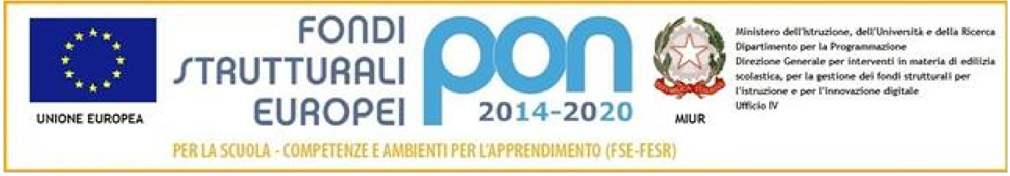 UNIONE EUROPEA
FONDI
STRUTTURALI
EUROPEI
pon
2014-2020
REPUBBLICA ITALIANA
MIUR
Ministero dell'Istruzione, dell'Università e della Ricerca
Dipartimento per la Programmazione
Direzione Generale per interventi in materia di edilizia
scolastica, per la gestione dei fondi strutturali per
l'istruzione e per l'innovazione digitale
Ufficio IV
PER LA SCUOLA - COMPETENZE E AMBIENTI PER L'APPRENDIMENTO (FSE-FESR)